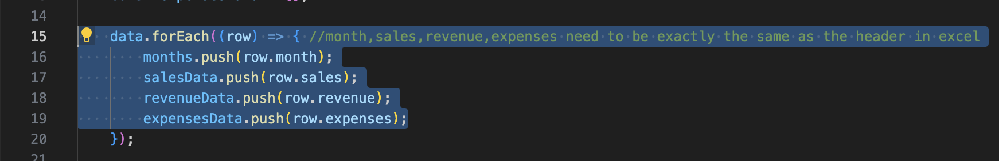 14
15 data.forEach((row) => { //month,sales,revenue,expenses need to be exactly the same as the header in excel
16 months.push(row.month);
17 salesData.push(row.sales);
18 revenueData.push(row.revenue);
19 expensesData.push(row.expenses);
20 });
21